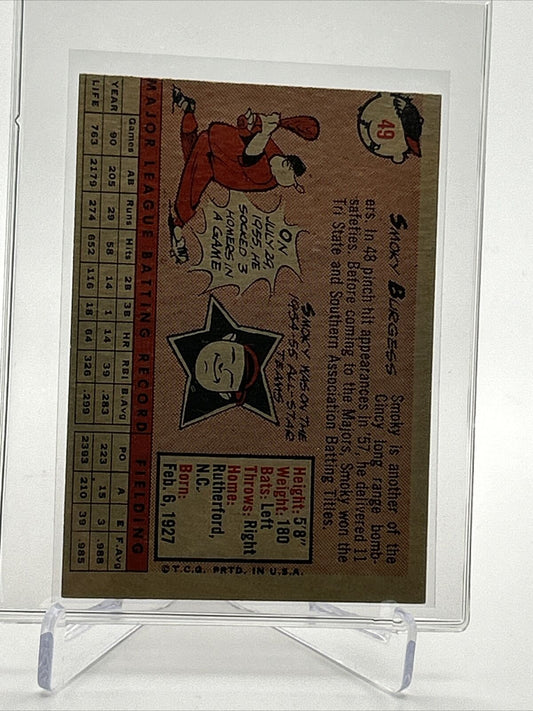 49
SMOKY BURGESS
Smoky is another of the
Cincy long range bomb-
ers. In 48 pinch hit appearances in '57, he delivered 11
safeties. Before coming to the Majors, Smoky won the
Tri State and Southern Association Batting Titles.
ON
JULY 29,
1955, HE
SOCKED 3
HOMERS IN
A GAME
SMOKY WAS ON THE
1954-55 ALL-STAR
TEAMS
Height: 5'8"
Weight: 180
Bats: Left
Throws: Right
Home:
Rutherford,
N.C.
Born:
Feb. 6, 1927
MAJOR LEAGUE BATTING RECORD FIELDING
Games AB Runs Hits 2B 3B HR RBI B.Avg PO A E F.Avg
YEAR 90 205 29 58 14 1 14 39 .283 223 15 3 .988
LIFE 763 2179 274 652 116 18 64 326 .299 2393 210 39 .985
© T.C.G. PRTD. IN U.S.A.